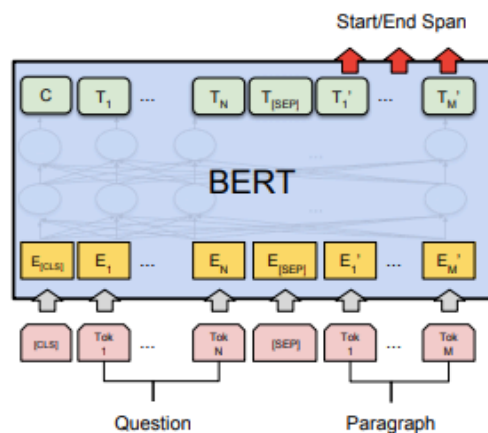 Start/End Span
C T1 ... TN T[SEP] T1' ... TM'
BERT
E[CLS] E1 ... EN E[SEP] E1' ... EM'
[CLS] Tok 1 ... Tok N [SEP] Tok 1 ... Tok M
Question Paragraph